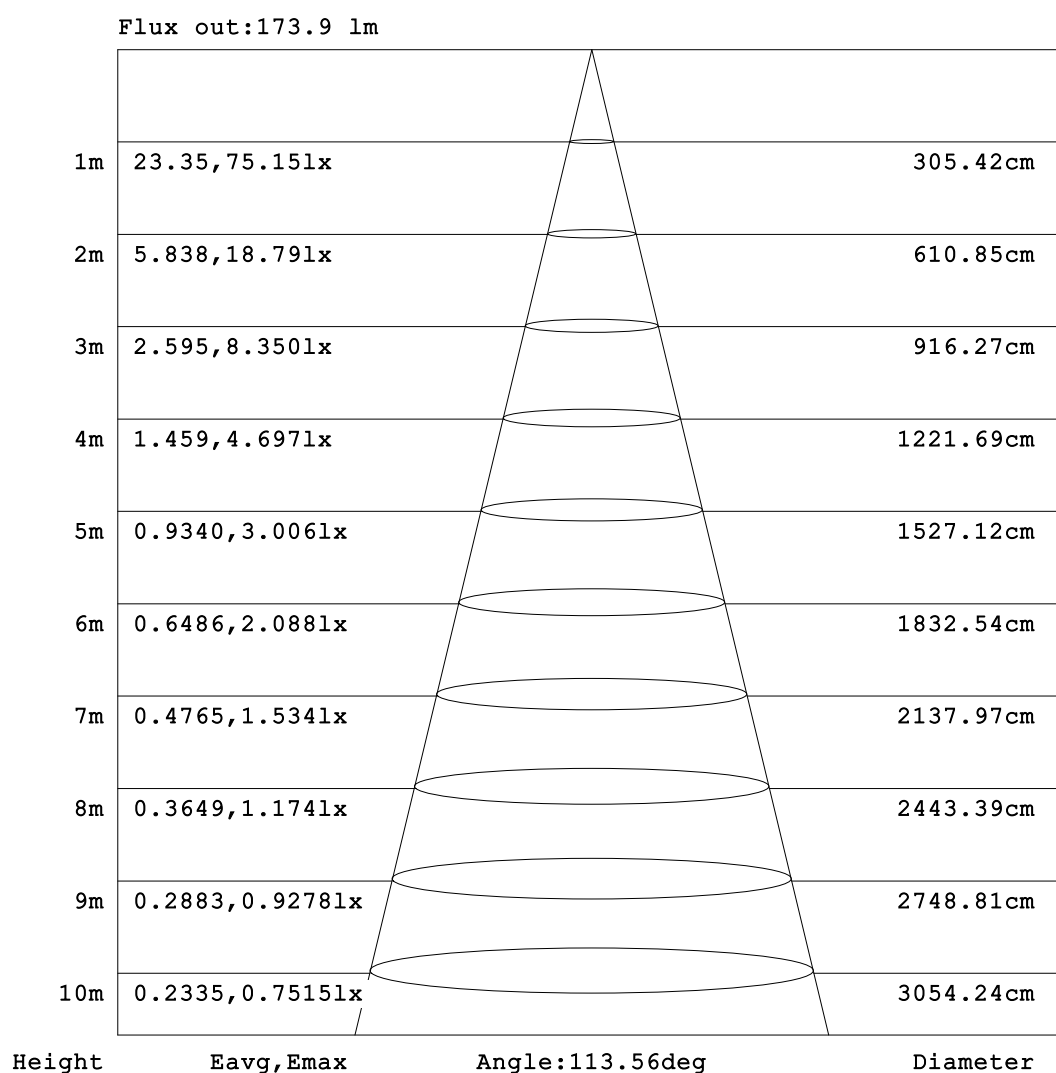 Flux out:173.9 lm
1m 23.35,75.15lx 305.42cm
2m 5.838,18.79lx 610.85cm
3m 2.595,8.350lx 916.27cm
4m 1.459,4.697lx 1221.69cm
5m 0.9340,3.006lx 1527.12cm
6m 0.6486,2.088lx 1832.54cm
7m 0.4765,1.534lx 2137.97cm
8m 0.3649,1.174lx 2443.39cm
9m 0.2883,0.9278lx 2748.81cm
10m 0.2335,0.7515lx 3054.24cm
Height Eavg,Emax Angle:113.56deg Diameter